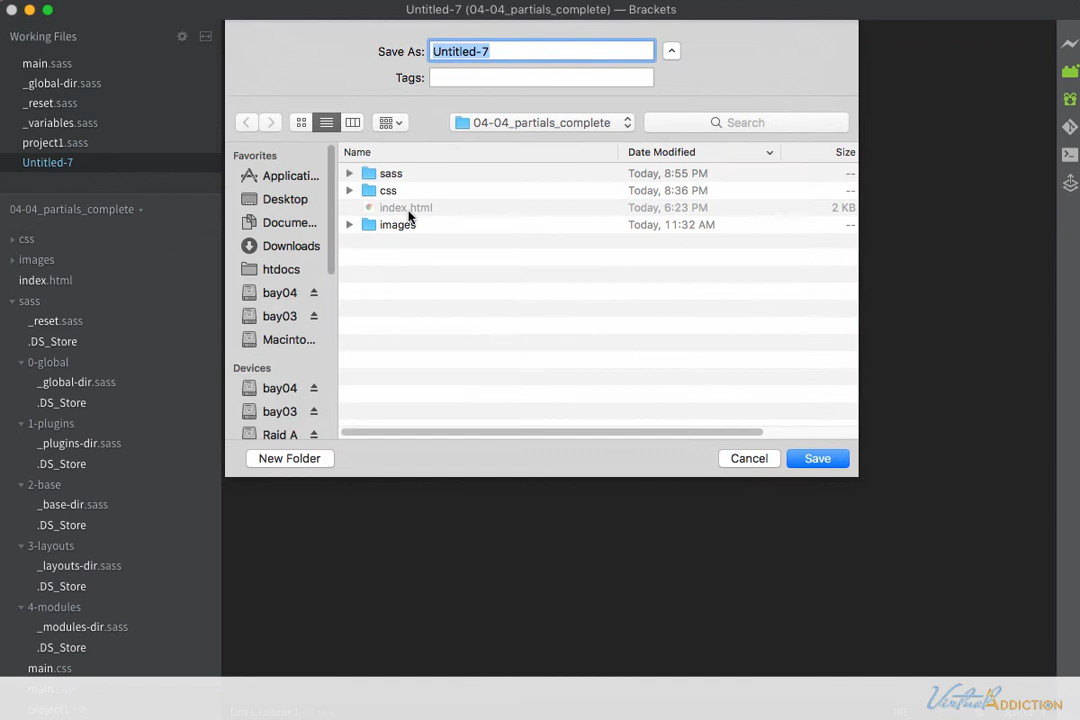 Untitled-7 (04-04_partials_complete) — Brackets
Working Files
main.sass
_global-dir.sass
_reset.sass
_variables.sass
project1.sass
Untitled-7
04-04_partials_complete
css
images
index.html
sass
_reset.sass
.DS_Store
0-global
_global-dir.sass
.DS_Store
1-plugins
_plugins-dir.sass
.DS_Store
2-base
_base-dir.sass
.DS_Store
3-layouts
_layouts-dir.sass
.DS_Store
4-modules
_modules-dir.sass
.DS_Store
main.css
Save As: Untitled-7
Tags:
04-04_partials_complete
Search
Favorites
Applicati...
Desktop
Docume...
Downloads
htdocs
bay04
bay03
Macinto...
Devices
bay04
bay03
Raid A
Name Date Modified Size
sass Today, 8:55 PM --
css Today, 8:36 PM --
index.html Today, 6:23 PM 2 KB
images Today, 11:32 AM --
New Folder
Cancel
Save
Virtual ADDICTION